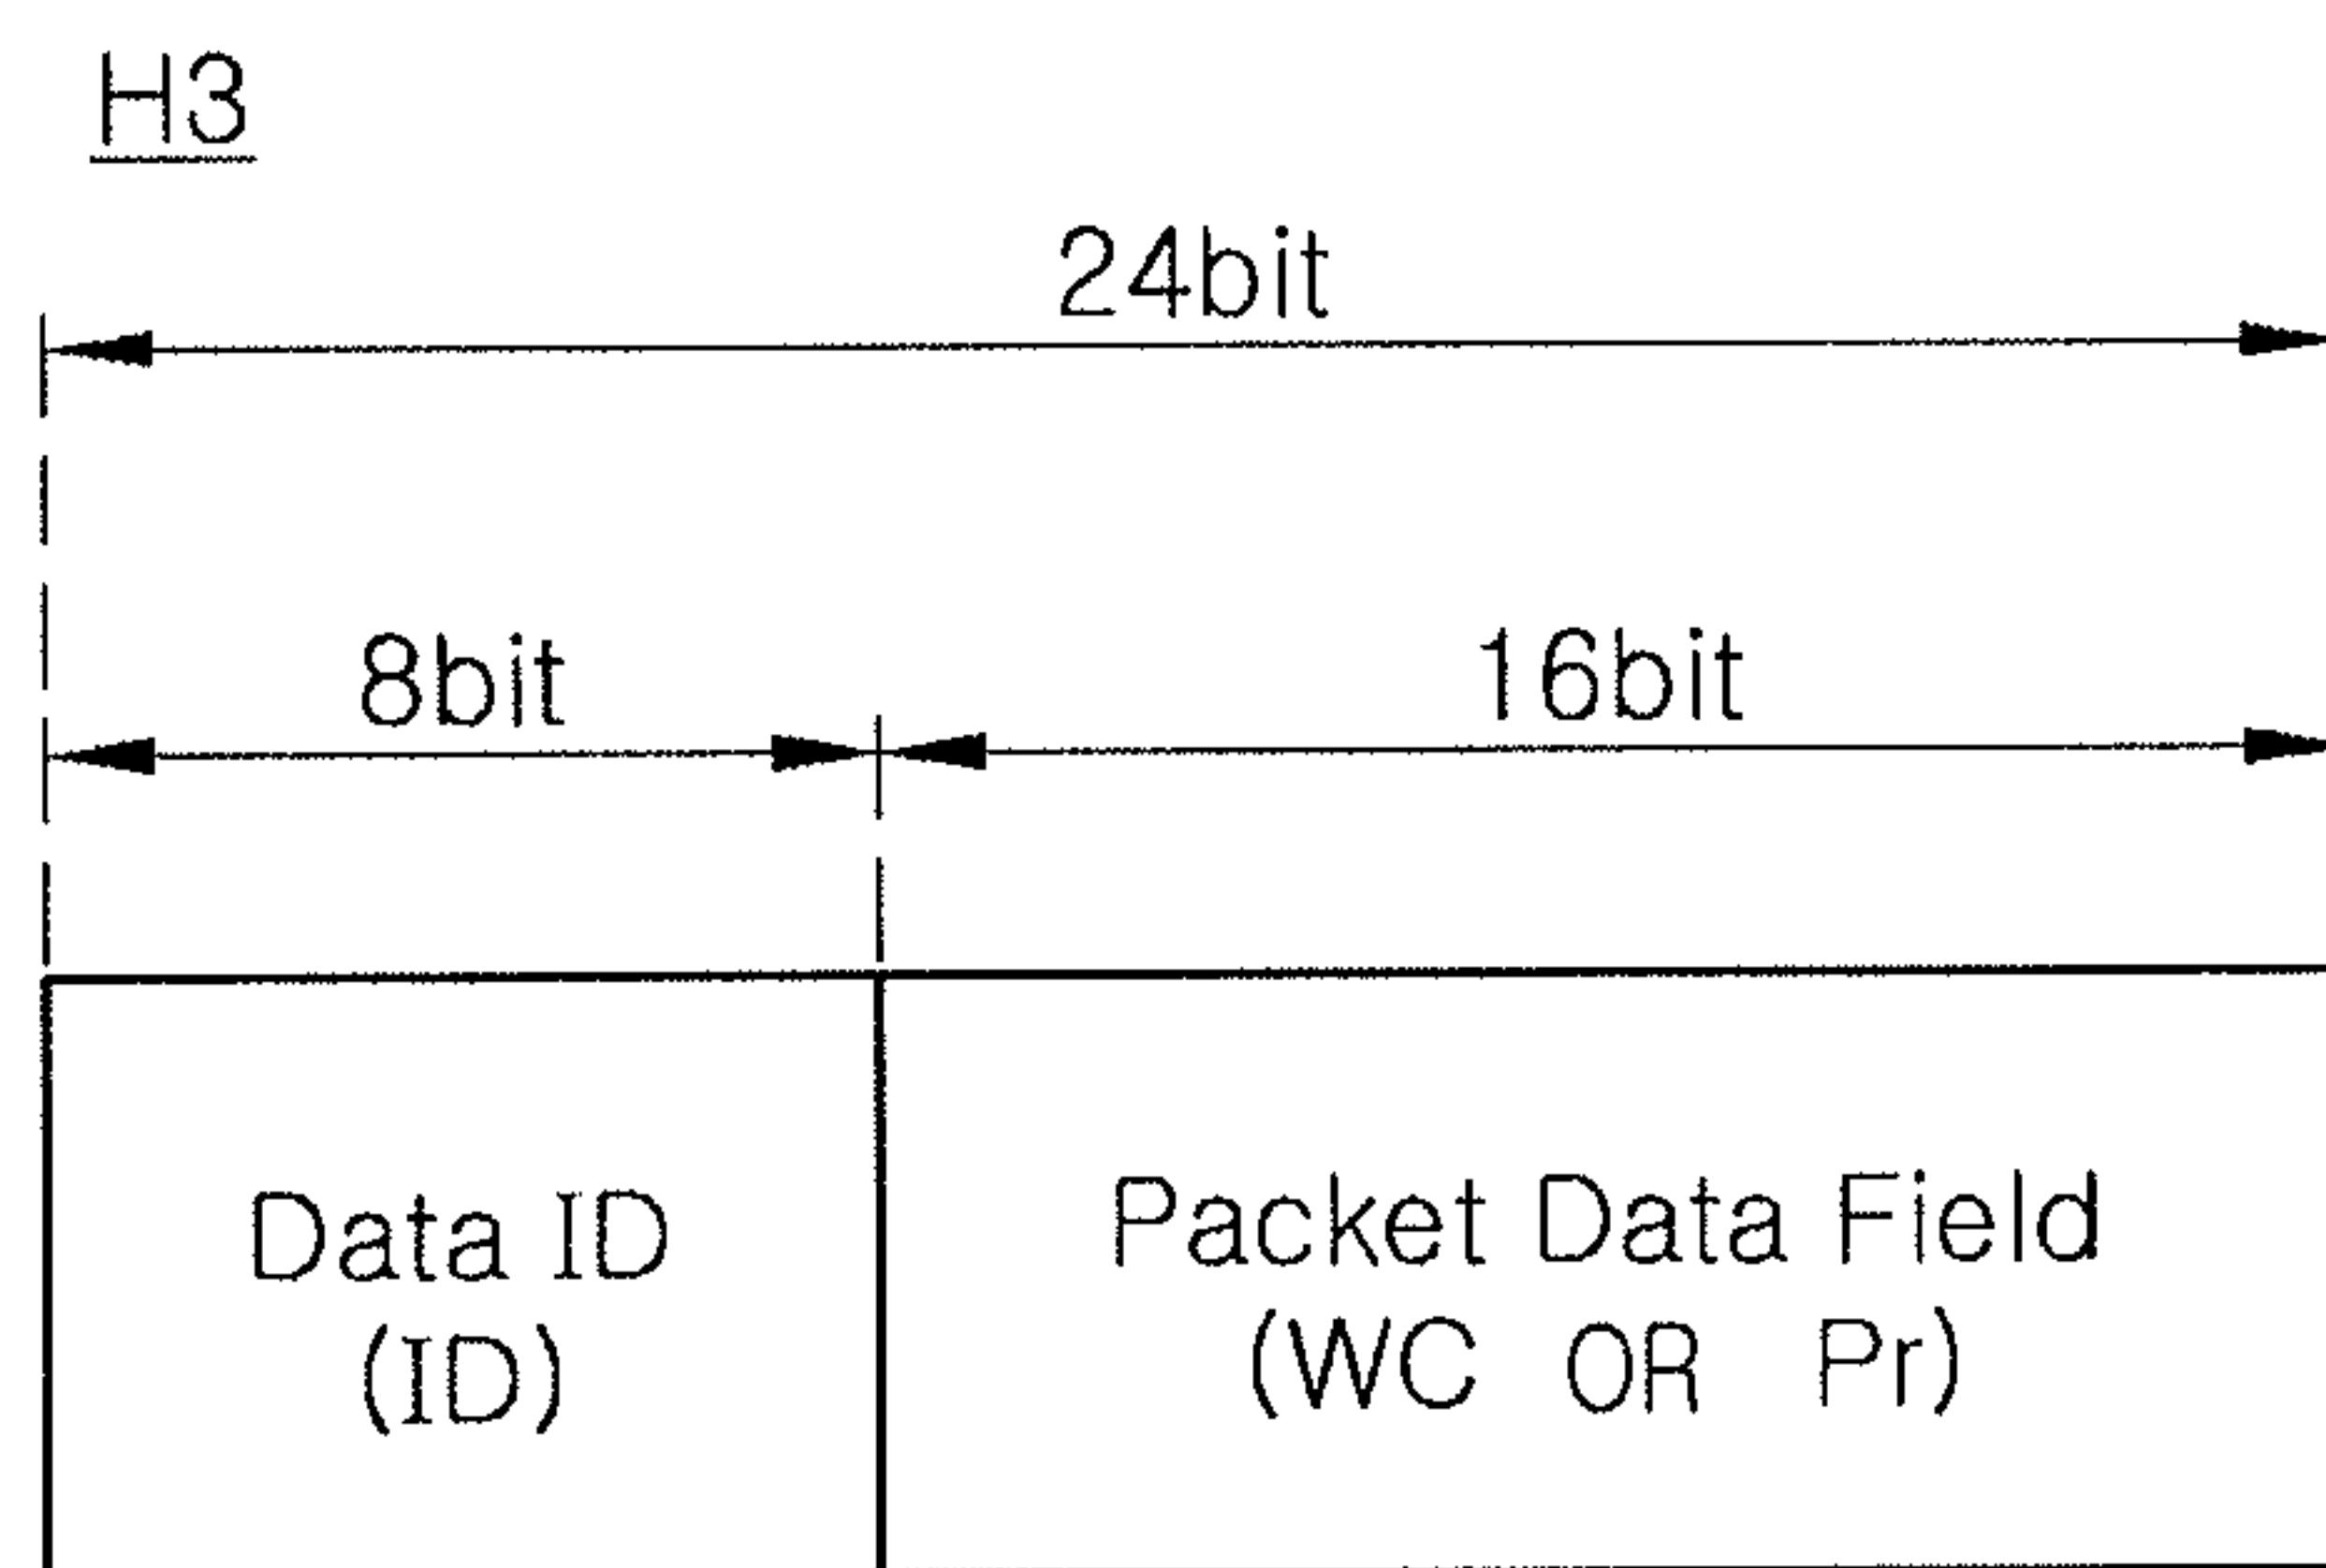 H3
24bit
8bit
16bit
Data ID
(ID)
Packet Data Field
(WC OR Pr)